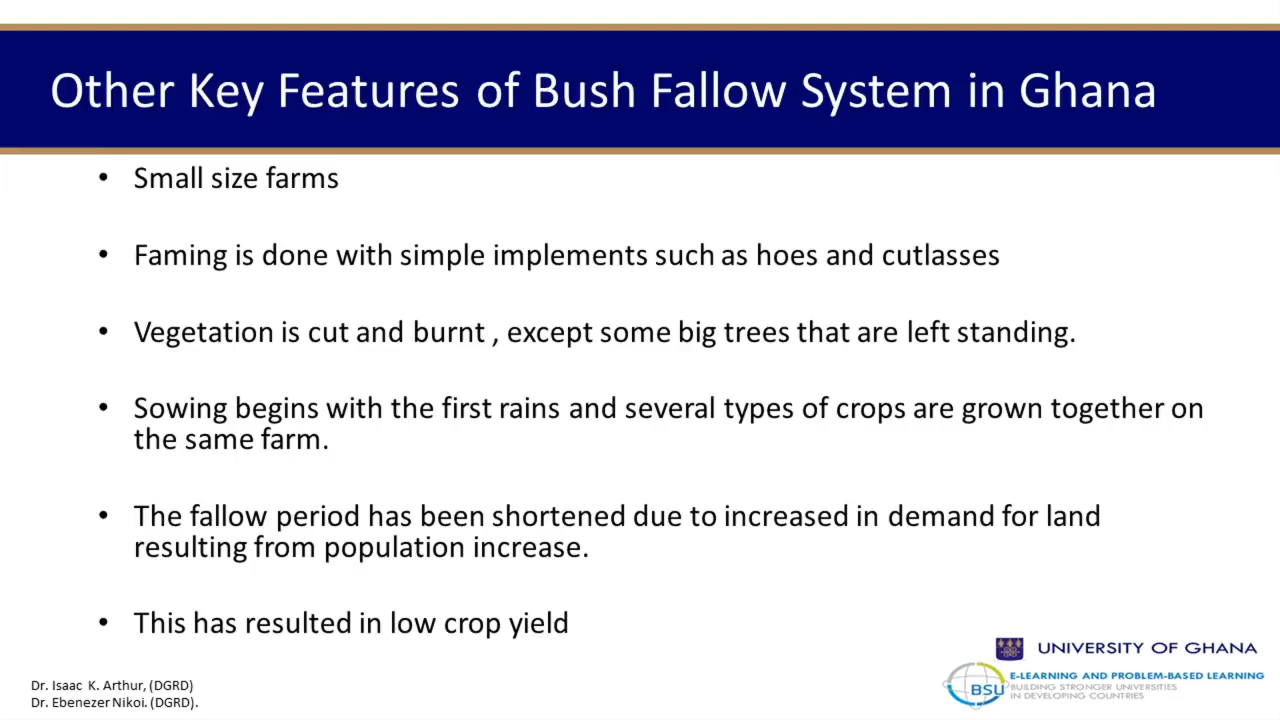 Other Key Features of Bush Fallow System in Ghana
• Small size farms
• Faming is done with simple implements such as hoes and cutlasses
• Vegetation is cut and burnt , except some big trees that are left standing.
• Sowing begins with the first rains and several types of crops are grown together on
the same farm.
• The fallow period has been shortened due to increased in demand for land
resulting from population increase.
• This has resulted in low crop yield
UNIVERSITY OF GHANA
BSU
E-LEARNING AND PROBLEM-BASED LEARNING
BUILDING STRONGER UNIVERSITIES
IN DEVELOPING COUNTRIES
Dr. Isaac K. Arthur, (DGRD)
Dr. Ebenezer Nikoi. (DGRD).